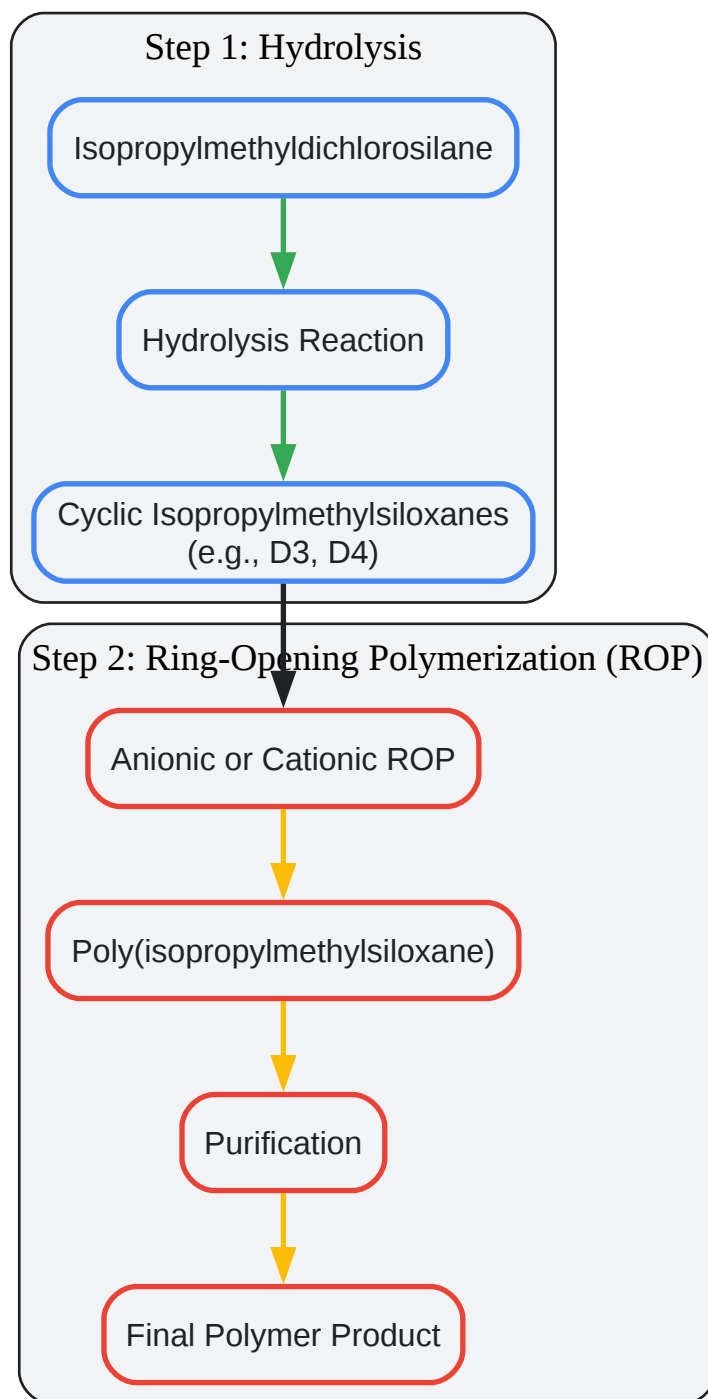 Step 1: Hydrolysis
Isopropylmethyldichlorosilane
Hydrolysis Reaction
Cyclic Isopropylmethylsiloxanes
(e.g., D3, D4)
Step 2: Ring-Opening Polymerization (ROP)
Anionic or Cationic ROP
Poly(isopropylmethylsiloxane)
Purification
Final Polymer Product